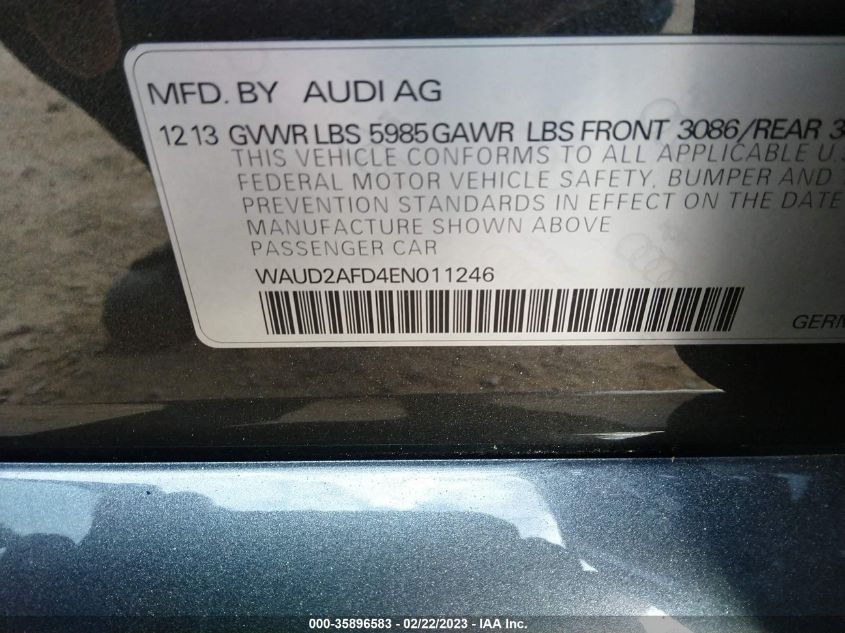 MFD. BY AUDI AG
12 13 GVWR LBS 5985 GAWR LBS FRONT 3086/REAR 3
THIS VEHICLE CONFORMS TO ALL APPLICABLE U
FEDERAL MOTOR VEHICLE SAFETY, BUMPER AND
PREVENTION STANDARDS IN EFFECT ON THE DATE
MANUFACTURE SHOWN ABOVE
PASSENGER CAR
WAUD2AFD4EN011246
GERM
000-35896583 - 02/22/2023 - IAA Inc.